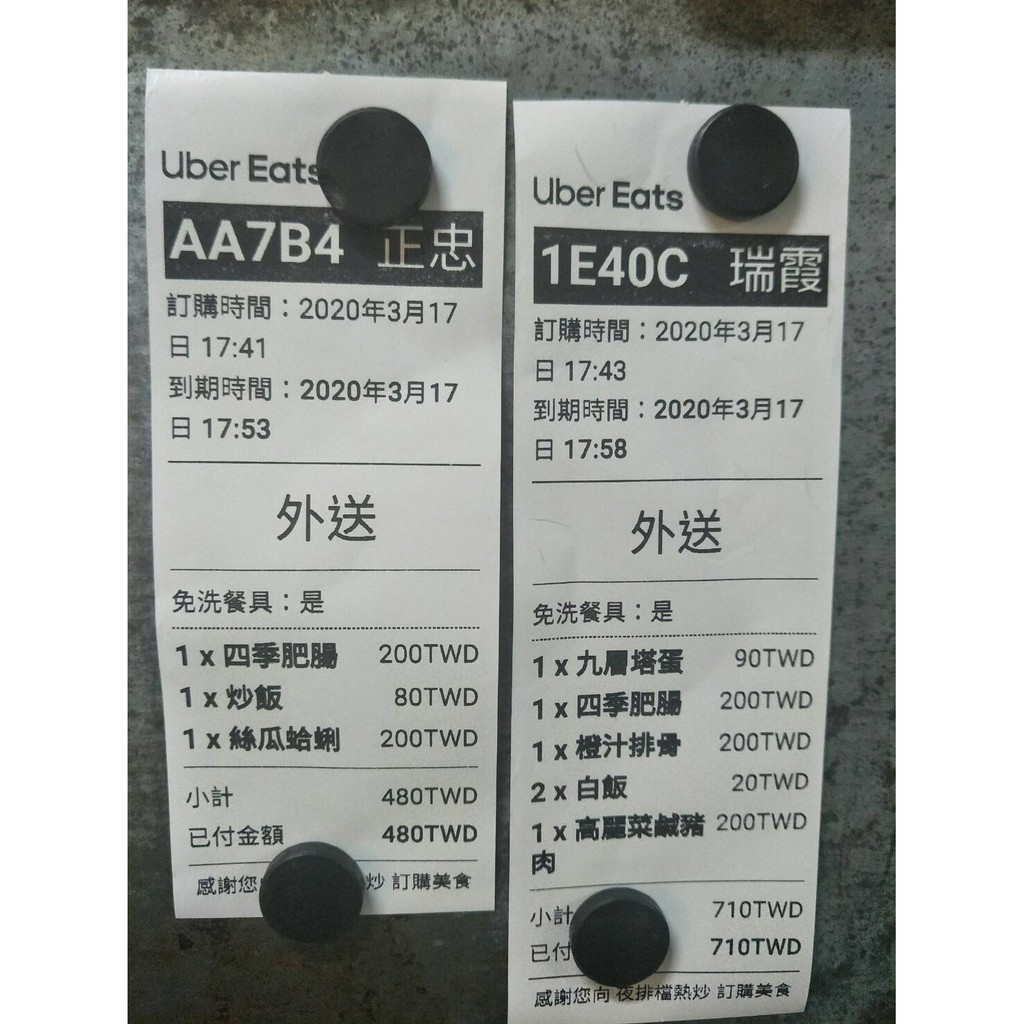 Uber Eats
AA7B4 正忠
訂購時間：2020年3月17
日 17:41
到期時間：2020年3月17
日 17:53
外送
免洗餐具：是
1 x 四季肥腸 200TWD
1 x 炒飯 80TWD
1 x 絲瓜蛤蜊 200TWD
小計 480TWD
已付金額 480TWD
感謝您 炒 訂購美食
Uber Eats
1E40C 瑞霞
訂購時間：2020年3月17
日 17:43
到期時間：2020年3月17
日 17:58
外送
免洗餐具：是
1 x 九層塔蛋 90TWD
1 x 四季肥腸 200TWD
1 x 橙汁排骨 200TWD
2 x 白飯 20TWD
1 x 高麗菜鹹豬 200TWD
肉
小計 710TWD
已付 710TWD
感謝您向 夜排檔熱炒 訂購美食